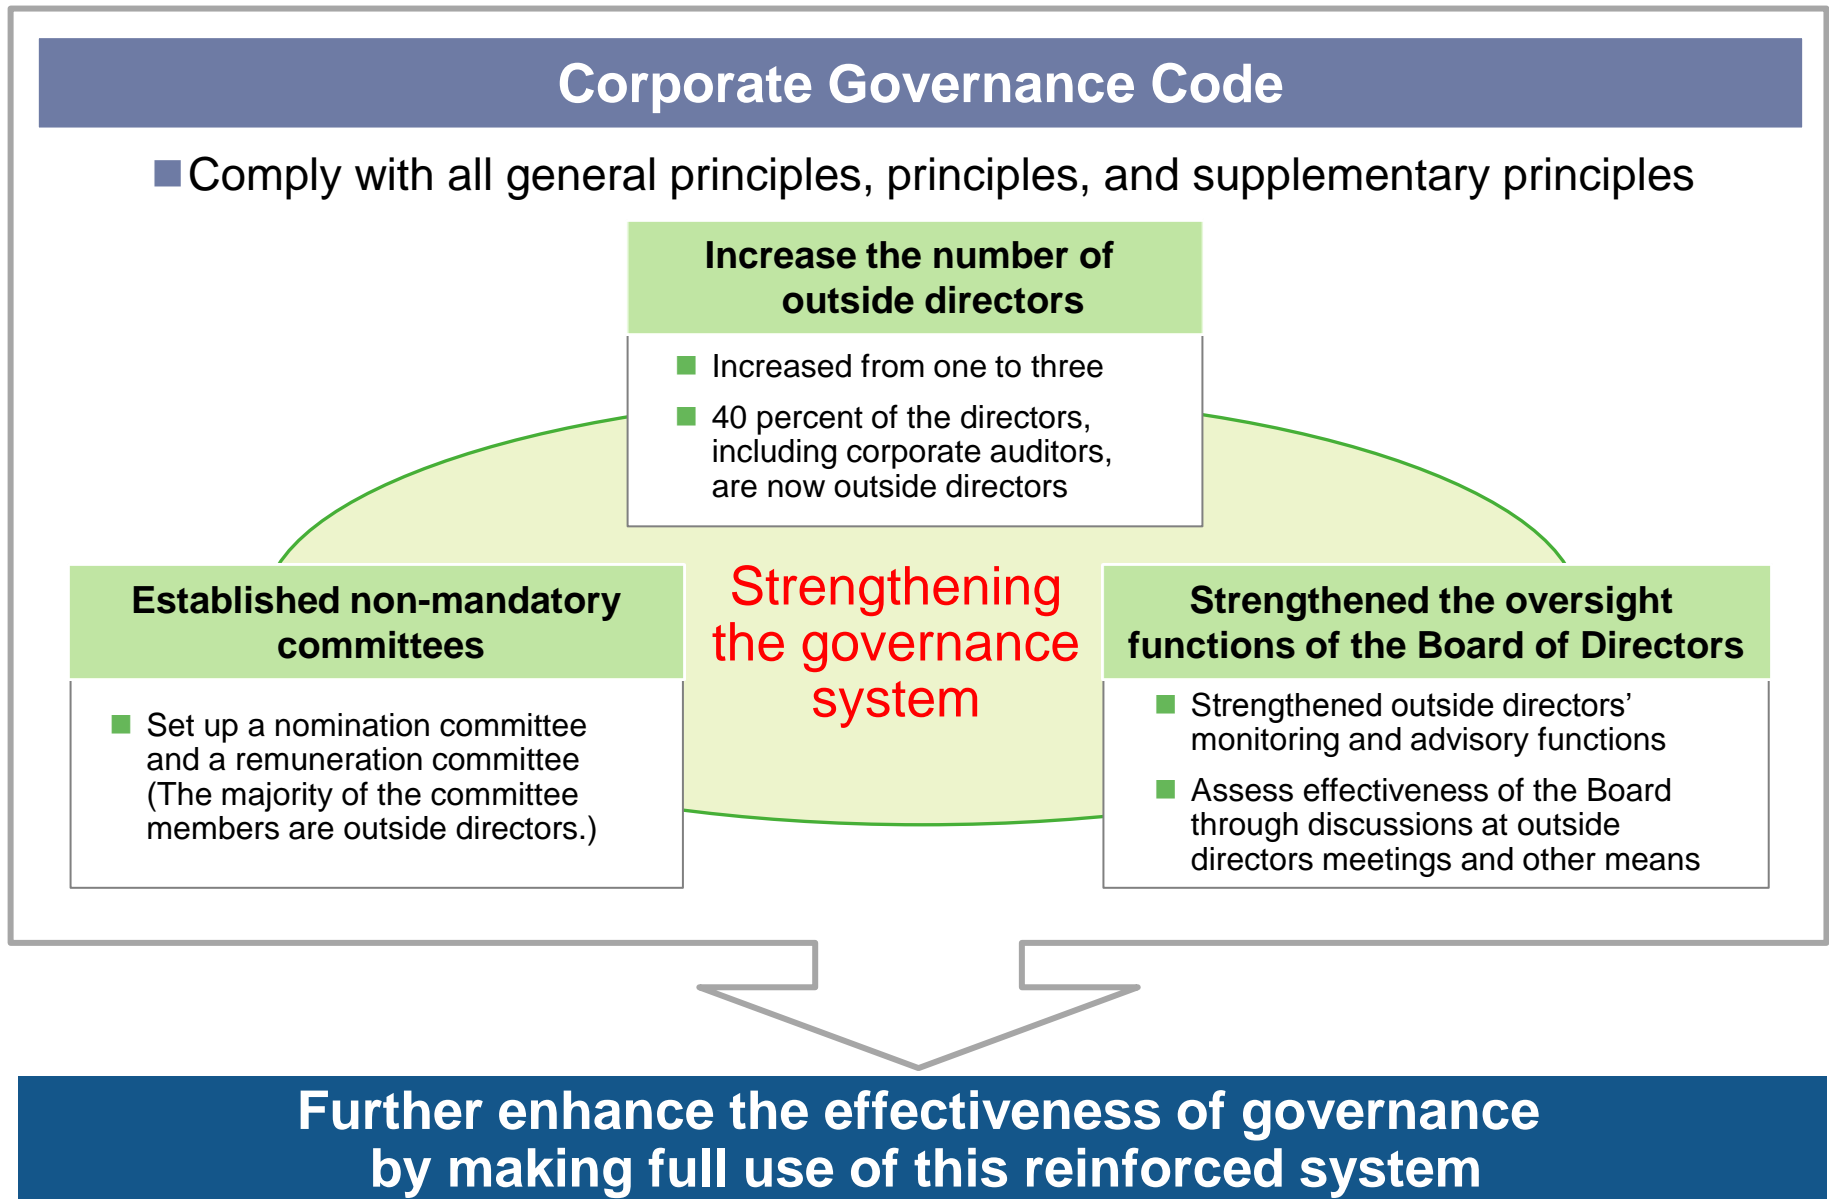 Corporate Governance Code
Comply with all general principles, principles, and supplementary principles
Increase the number of
outside directors
Increased from one to three
40 percent of the directors,
including corporate auditors,
are now outside directors
Established non-mandatory
committees
Set up a nomination committee
and a remuneration committee
(The majority of the committee
members are outside directors.)
Strengthening
the governance
system
Strengthened the oversight
functions of the Board of Directors
Strengthened outside directors’
monitoring and advisory functions
Assess effectiveness of the Board
through discussions at outside
directors meetings and other means
Further enhance the effectiveness of governance
by making full use of this reinforced system